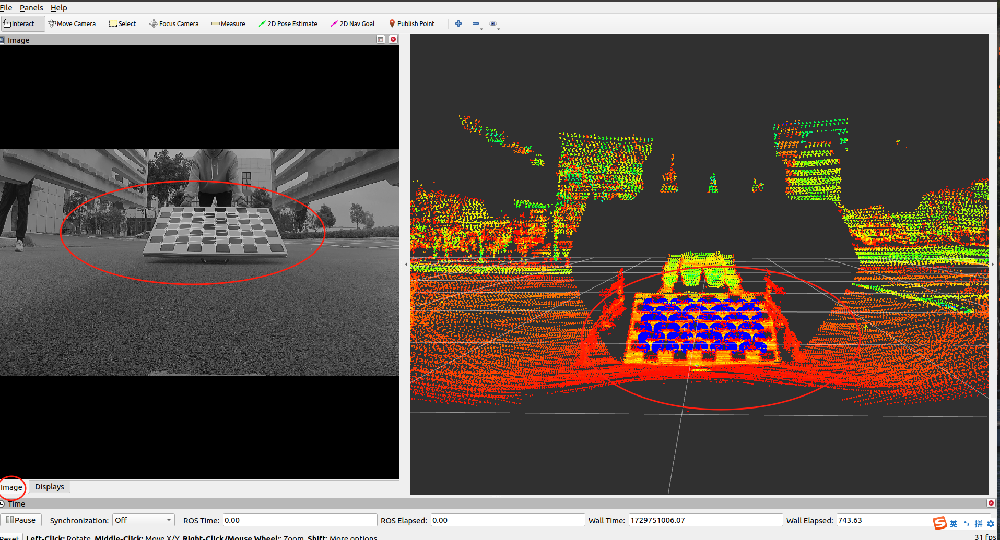 File Panels Help
Interact Move Camera Select Focus Camera Measure 2D Pose Estimate 2D Nav Goal Publish Point
Image
Image Displays
Time
Pause Synchronization: Off ROS Time: 0.00 ROS Elapsed: 0.00 Wall Time: 1729751006.07 Wall Elapsed: 743.63
英 拼
Reset Left-Click: Rotate. Middle-Click: Move X/Y. Right-Click/Mouse Wheel:: Zoom. Shift: More options. 31 fps